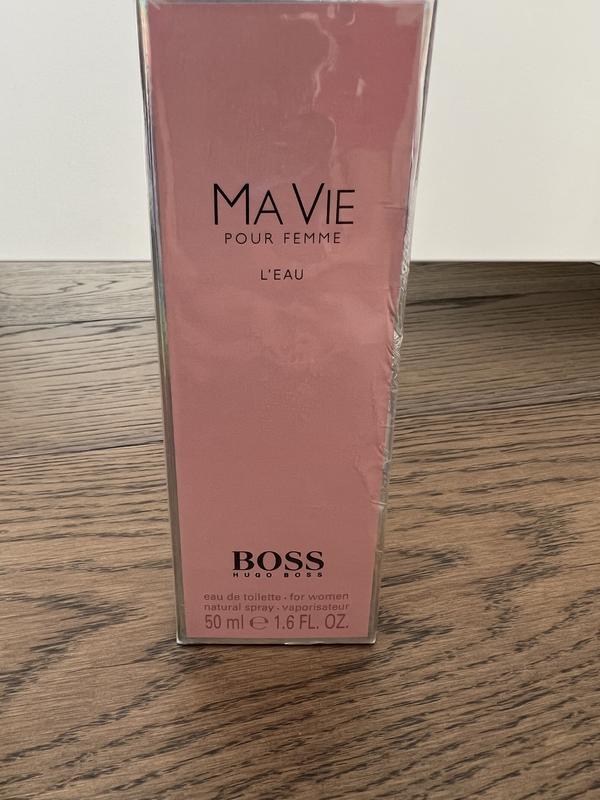 MA VIE
POUR FEMME
L'EAU
BOSS
HUGO BOSS
eau de toilette · for women
natural spray · vaporisateur
50 ml ℮ 1.6 FL. OZ.